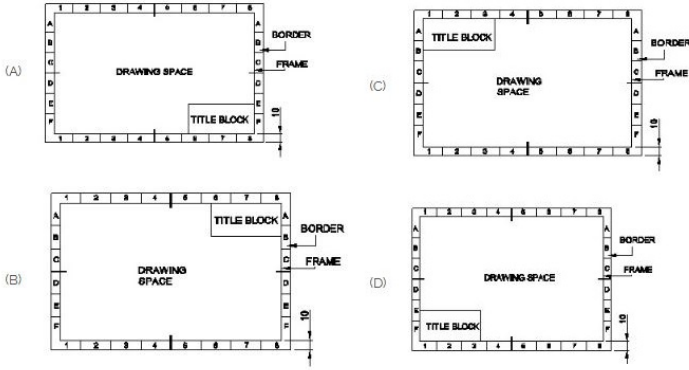 (A)
1 2 3 4 5 6 7 8
A A
B B
BORDER
C C
DRAWING SPACE
FRAME
D D
E E
TITLE BLOCK
F F
10
1 2 3 4 5 6 7 8
(B)
1 2 3 4 5 6 7 8
A A
TITLE BLOCK
B B
BORDER
C C
FRAME
DRAWING
SPACE
D D
E E
F F
10
1 2 3 4 5 6 7 8
(C)
1 2 3 4 5 6 7 8
A A
TITLE BLOCK
B B
BORDER
C C
FRAME
DRAWING
SPACE
D D
E E
F F
10
1 2 3 4 5 6 7 8
(D)
1 2 3 4 5 6 7 8
A A
B B
BORDER
C C
DRAWING SPACE
FRAME
D D
E E
TITLE BLOCK
F F
10
1 2 3 4 5 6 7 8